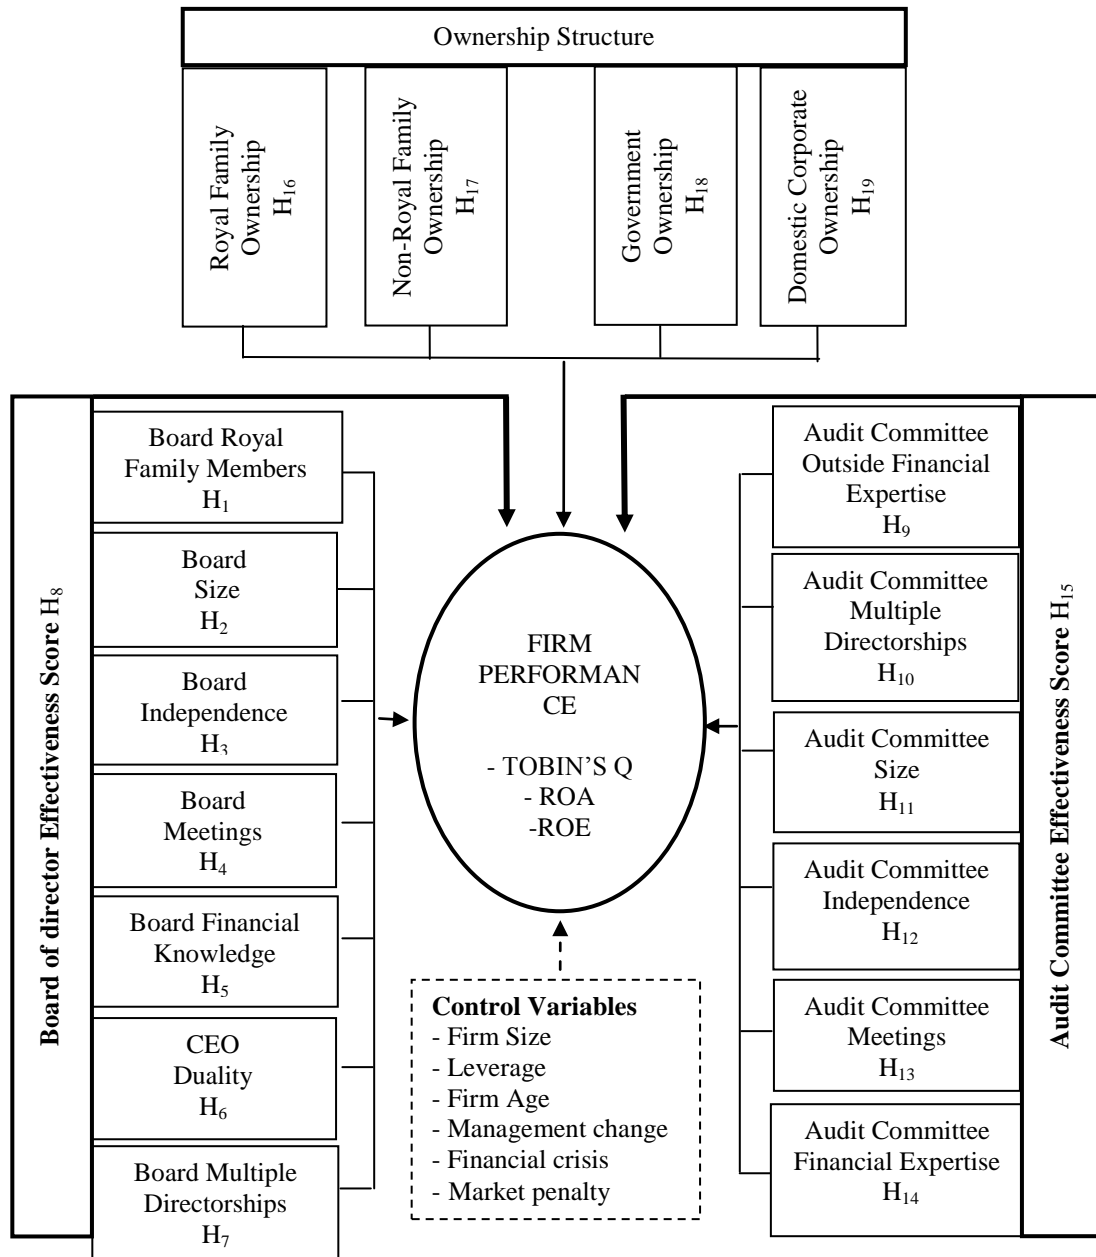 Ownership Structure
Royal Family
Ownership
H16
Non-Royal Family
Ownership
H17
Government
Ownership
H18
Domestic Corporate
Ownership
H19
Board of director Effectiveness Score H8
Board Royal
Family Members
H1
Board
Size
H2
Board
Independence
H3
Board
Meetings
H4
Board Financial
Knowledge
H5
CEO
Duality
H6
Board Multiple
Directorships
H7
FIRM
PERFORMAN
CE
- TOBIN’S Q
- ROA
-ROE
Control Variables
- Firm Size
- Leverage
- Firm Age
- Management change
- Financial crisis
- Market penalty
Audit Committee
Outside Financial
Expertise
H9
Audit Committee
Multiple
Directorships
H10
Audit Committee
Size
H11
Audit Committee
Independence
H12
Audit Committee
Meetings
H13
Audit Committee
Financial Expertise
H14
Audit Committee Effectiveness Score H15